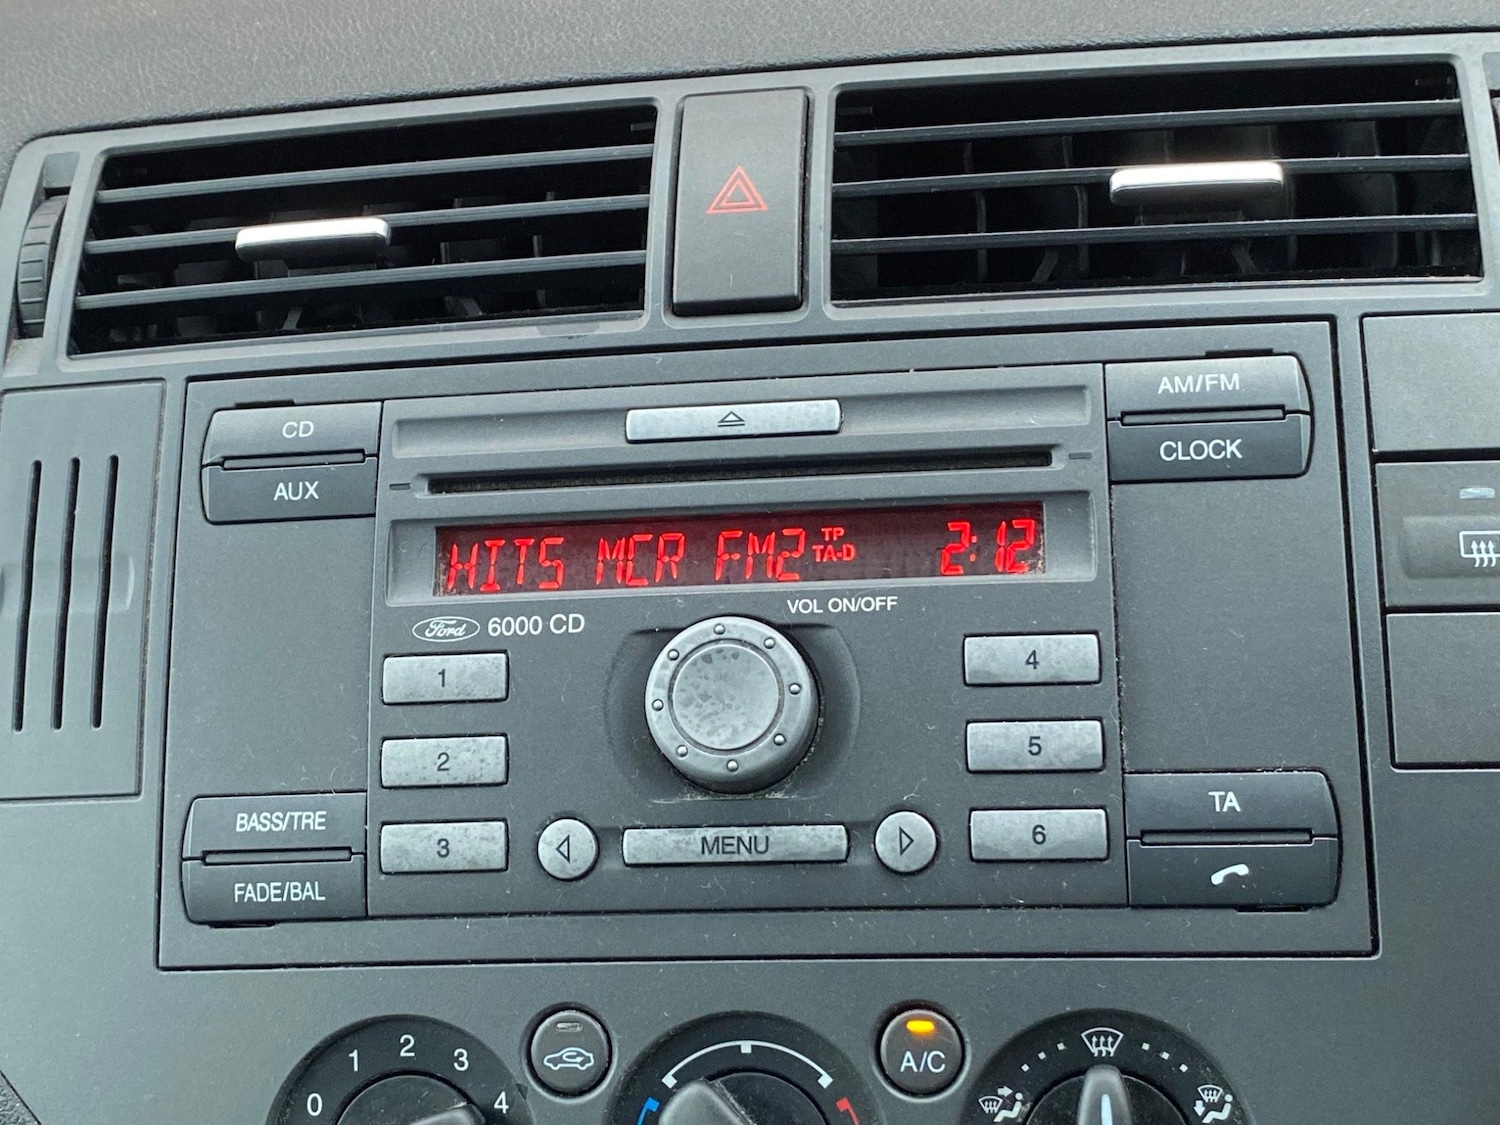 CD
AUX
AM/FM
CLOCK
HITS MCR FM2 TP TA-D 2:12
Ford 6000 CD
VOL ON/OFF
1
4
2
5
3
MENU
6
BASS/TRE
FADE/BAL
TA
0 1 2 3 4
A/C